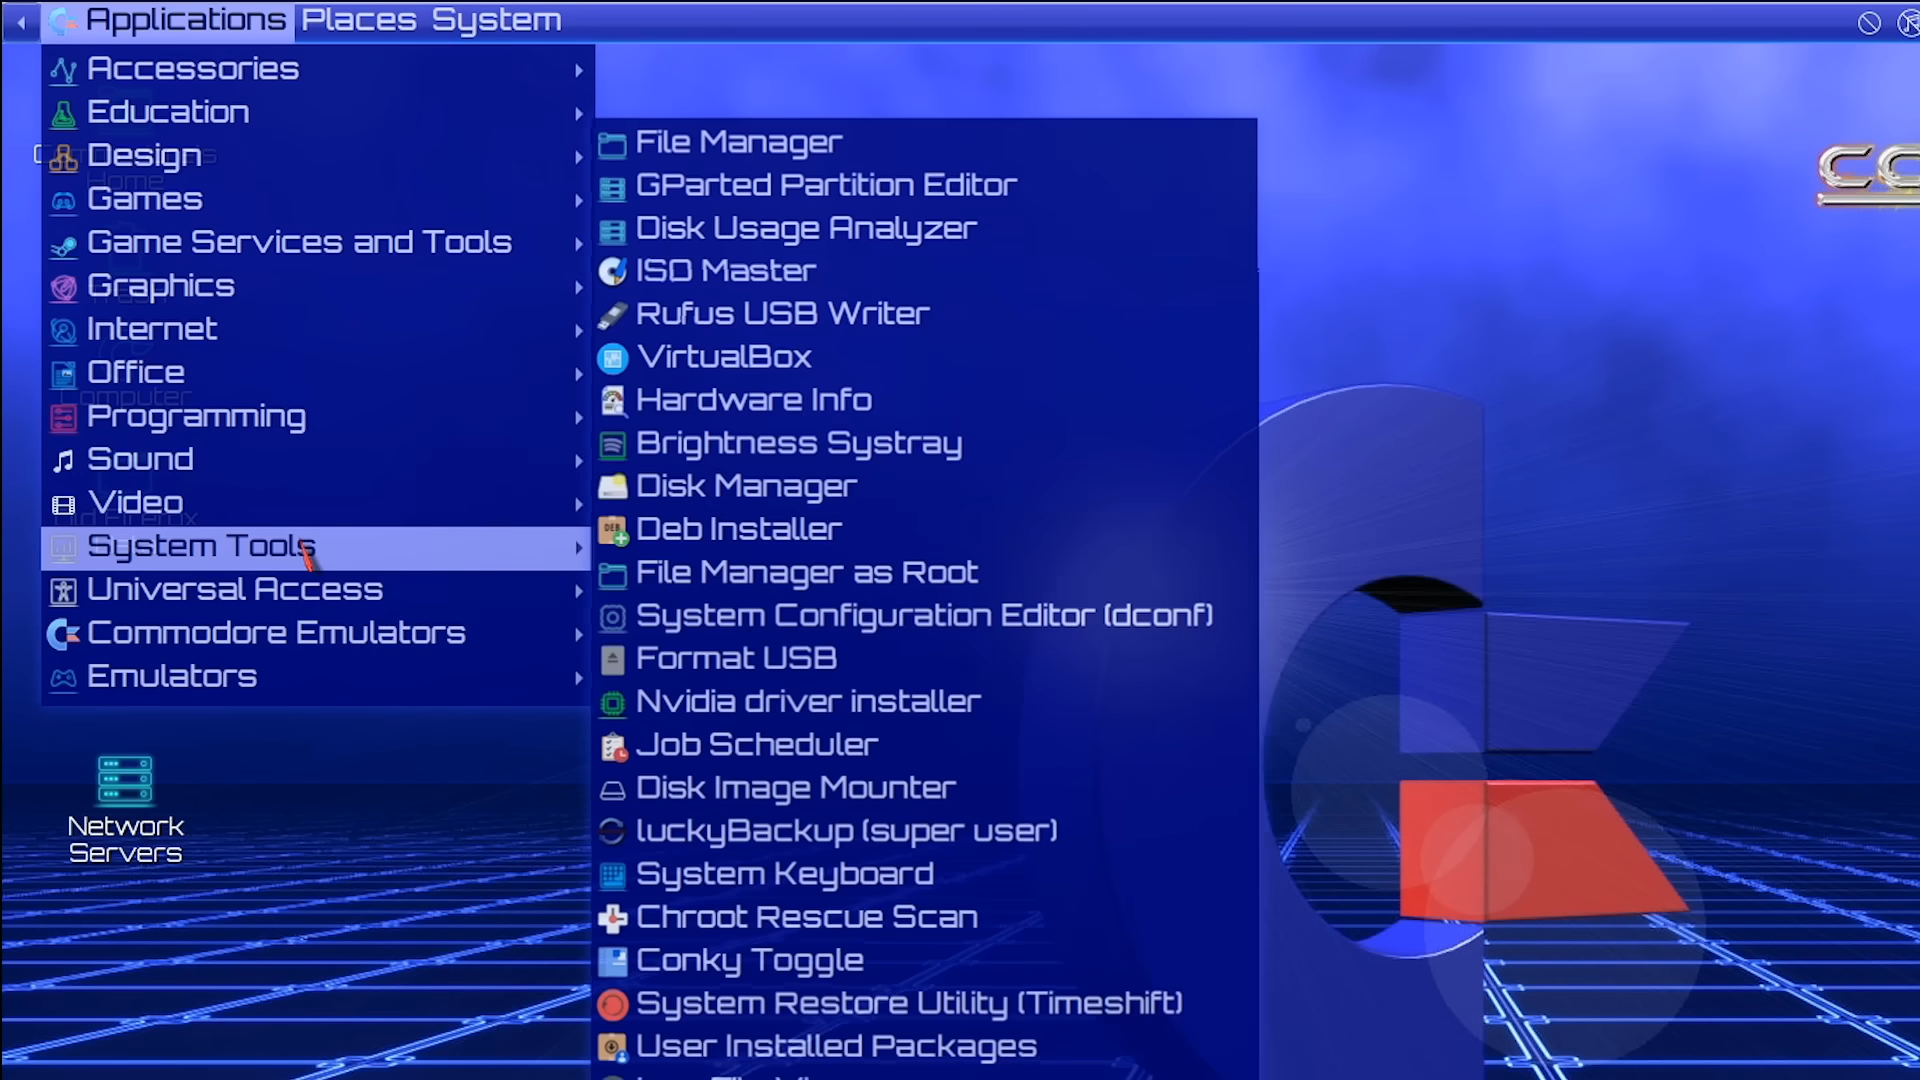 Applications Places System
Accessories
Education
Design
Home
Games
Game Services and Tools
Graphics
Internet
Office
Computer
Programming
Sound
Video
System Tools
Universal Access
Commodore Emulators
Emulators
Network
Servers
File Manager
GParted Partition Editor
Disk Usage Analyzer
ISO Master
Rufus USB Writer
VirtualBox
Hardware Info
Brightness Systray
Disk Manager
Deb Installer
File Manager as Root
System Configuration Editor (dconf)
Format USB
Nvidia driver installer
Job Scheduler
Disk Image Mounter
luckyBackup (super user)
System Keyboard
Chroot Rescue Scan
Conky Toggle
System Restore Utility (Timeshift)
User Installed Packages